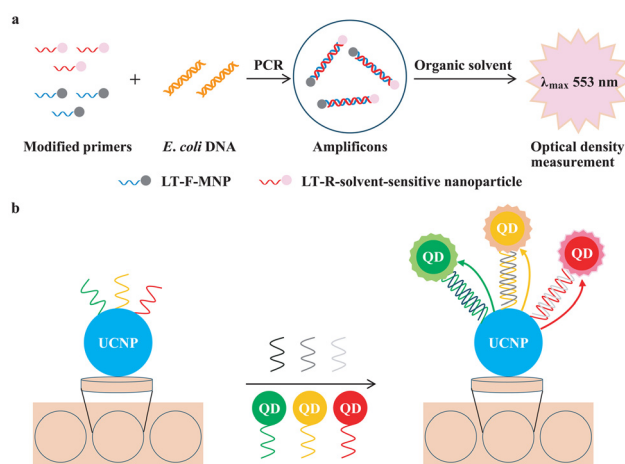 a
PCR
Organic solvent
+
λmax 553 nm
Modified primers
E. coli DNA
Amplificons
Optical density
measurement
LT-F-MNP
LT-R-solvent-sensitive nanoparticle
b
QD
QD
QD
UCNP
UCNP
QD
QD
QD